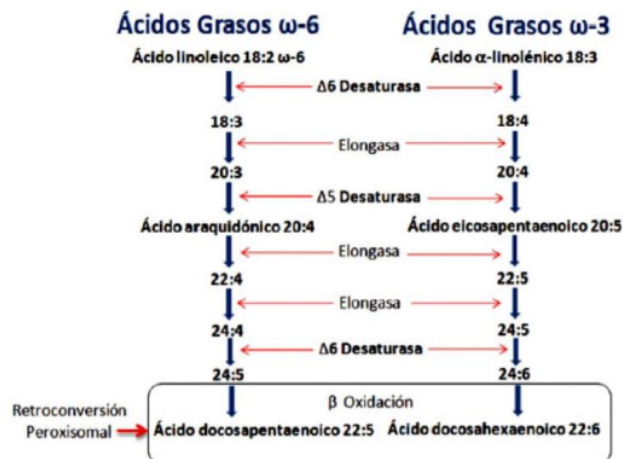 Ácidos Grasos ω-6 Ácidos Grasos ω-3
Ácido linoleico 18:2 ω-6 Ácido α-linolénico 18:3
Δ6 Desaturasa
18:3 18:4
Elongasa
20:3 20:4
Δ5 Desaturasa
Ácido araquidónico 20:4 Ácido eicosapentaenoico 20:5
Elongasa
22:4 22:5
Elongasa
24:4 24:5
Δ6 Desaturasa
24:5 24:6
β Oxidación
Retroconversión
Peroxisomal Ácido docosapentaenoico 22:5 Ácido docosahexaenoico 22:6